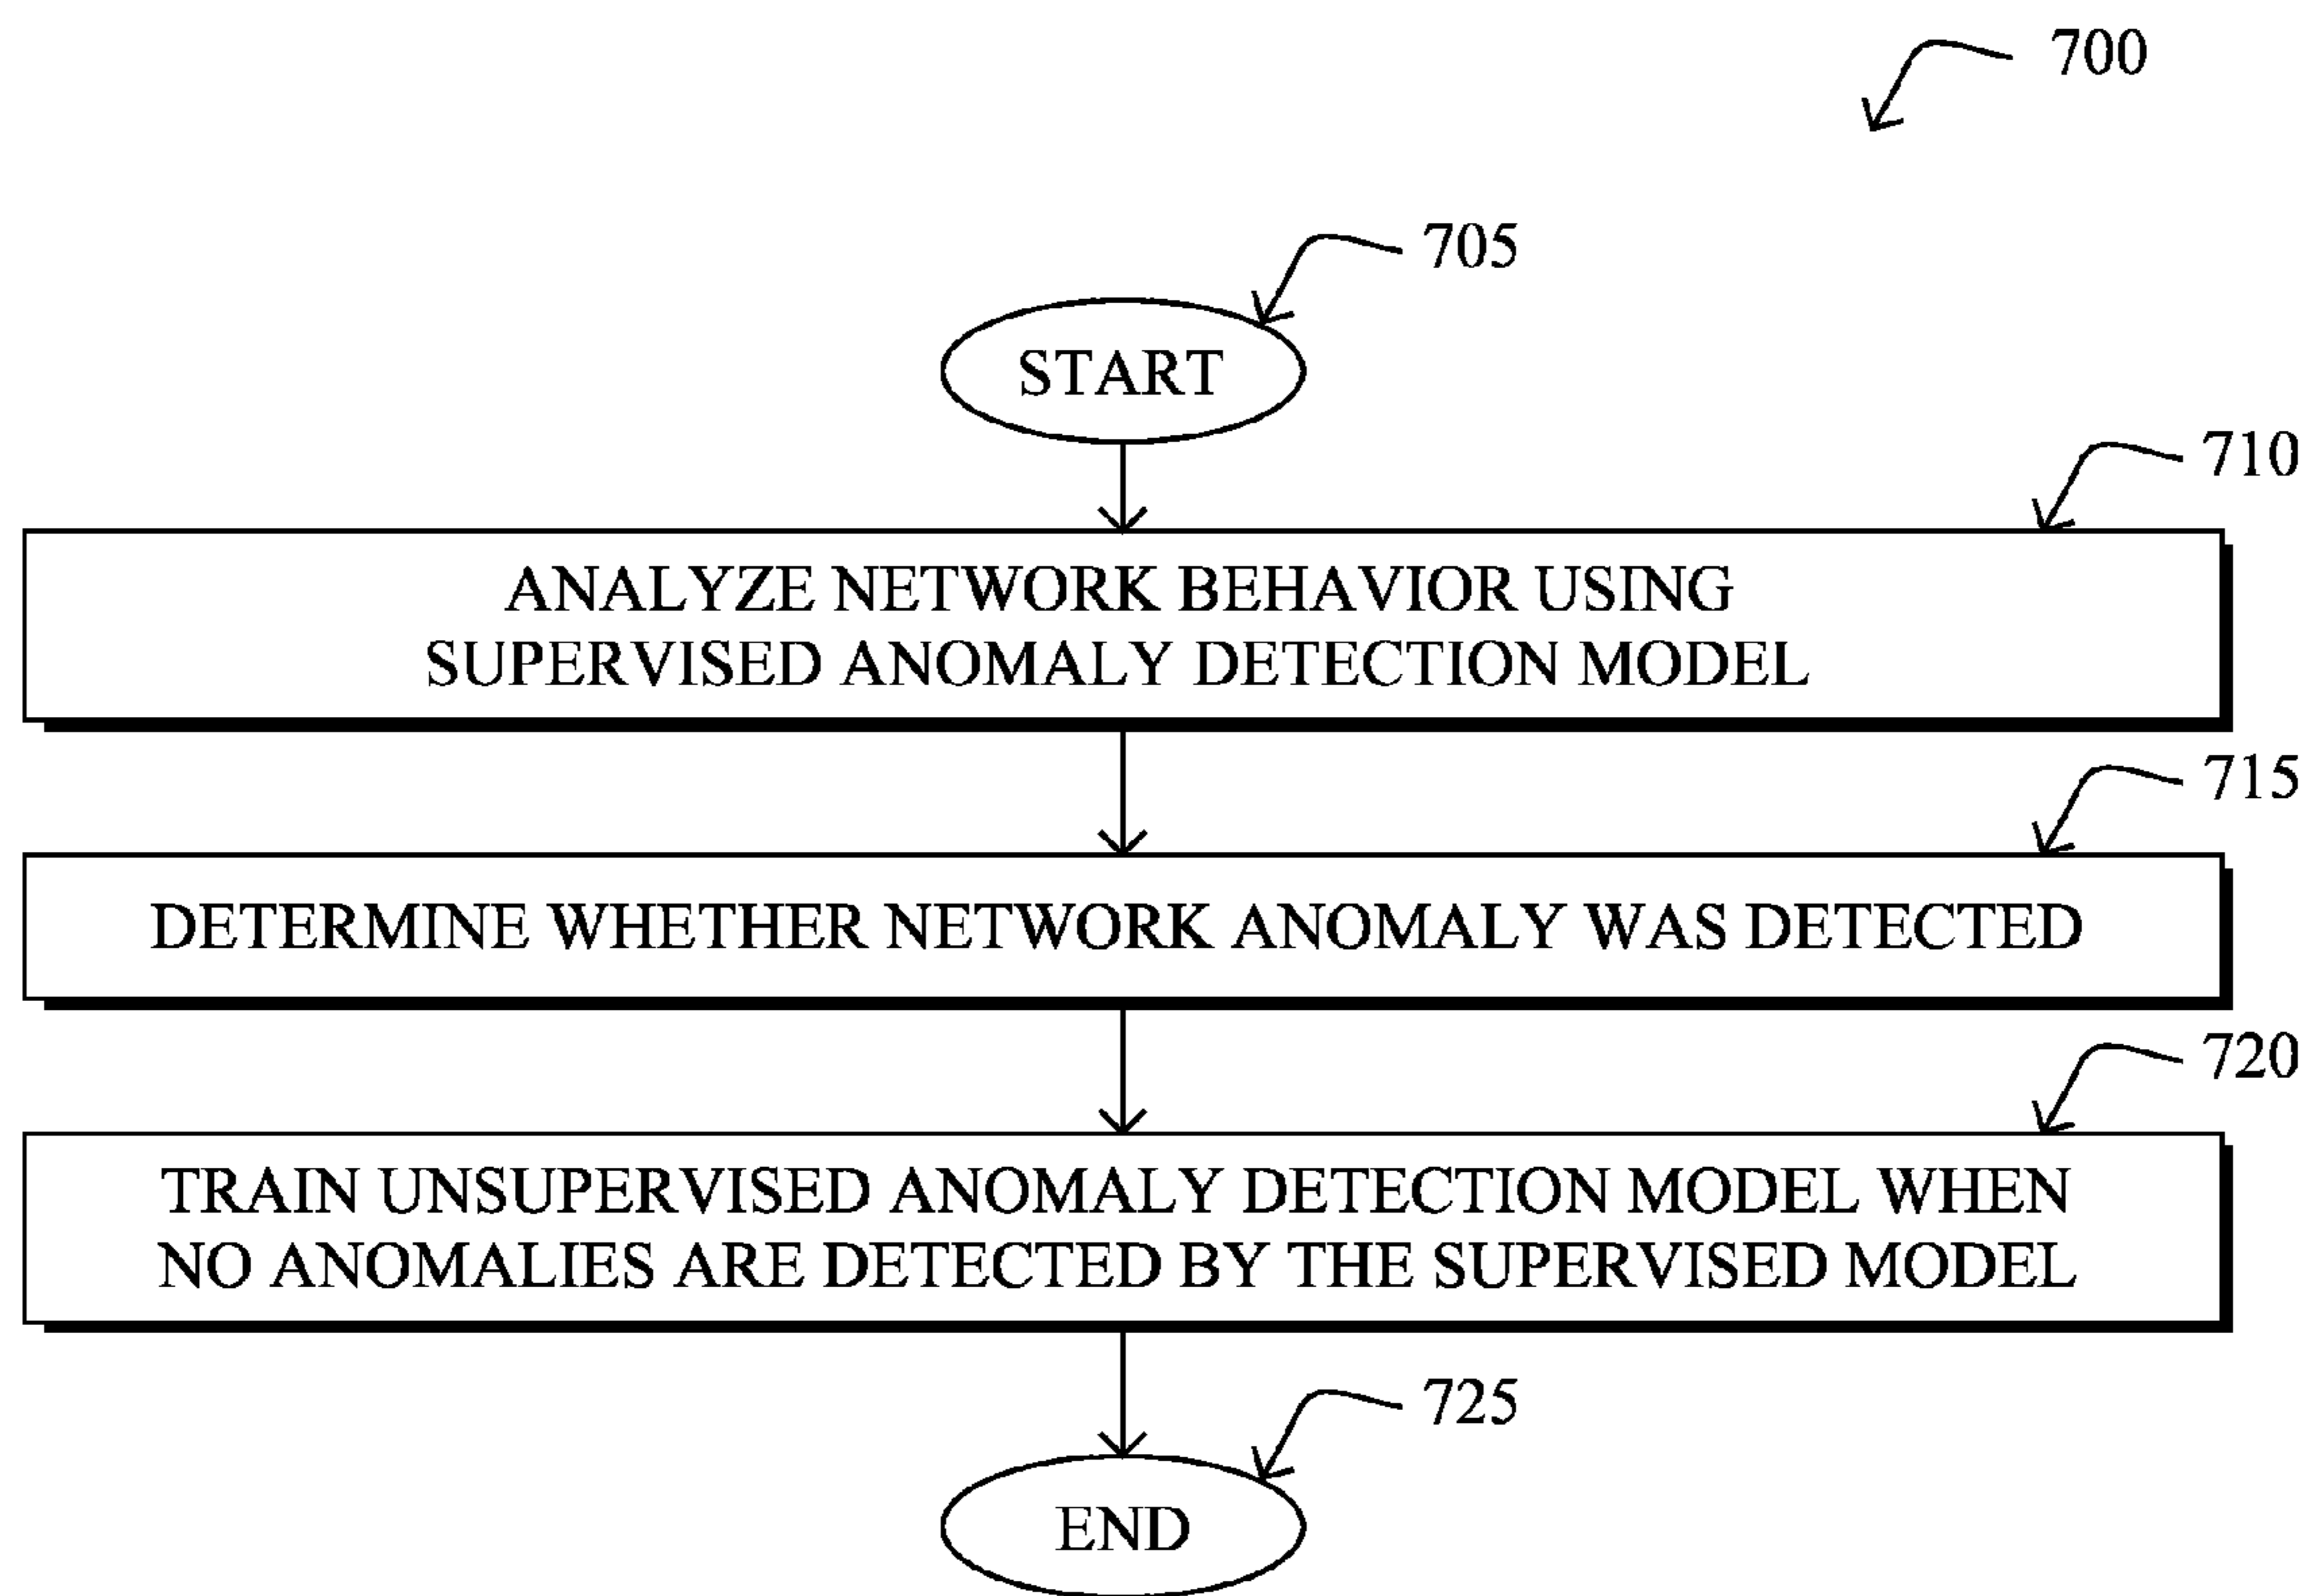 700
705
START
710
ANALYZE NETWORK BEHAVIOR USING
SUPERVISED ANOMALY DETECTION MODEL
715
DETERMINE WHETHER NETWORK ANOMALY WAS DETECTED
720
TRAIN UNSUPERVISED ANOMALY DETECTION MODEL WHEN
NO ANOMALIES ARE DETECTED BY THE SUPERVISED MODEL
725
END